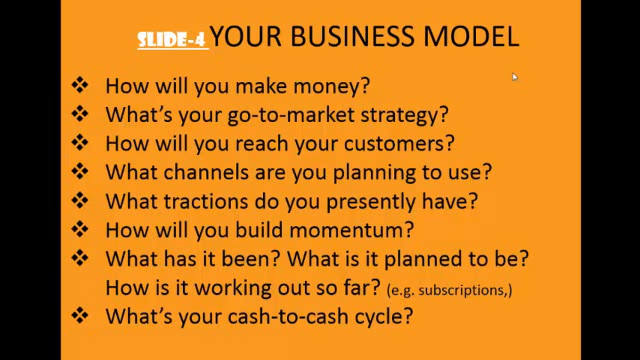 SLIDE-4 YOUR BUSINESS MODEL
❖ How will you make money?
❖ What's your go-to-market strategy?
❖ How will you reach your customers?
❖ What channels are you planning to use?
❖ What tractions do you presently have?
❖ How will you build momentum?
❖ What has it been? What is it planned to be?
How is it working out so far? (e.g. subscriptions,)
❖ What's your cash-to-cash cycle?